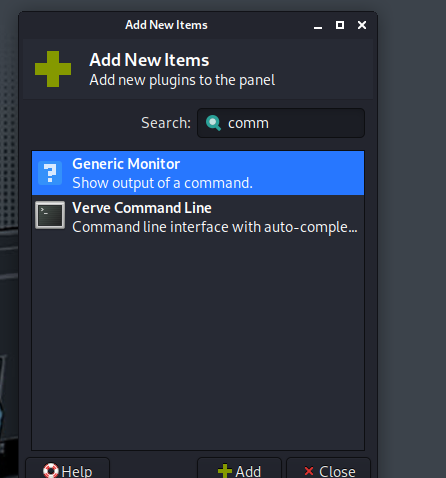 Add New Items
Add New Items
Add new plugins to the panel
Search: comm
Generic Monitor
Show output of a command.
Verve Command Line
Command line interface with auto-comple...
Help Add Close